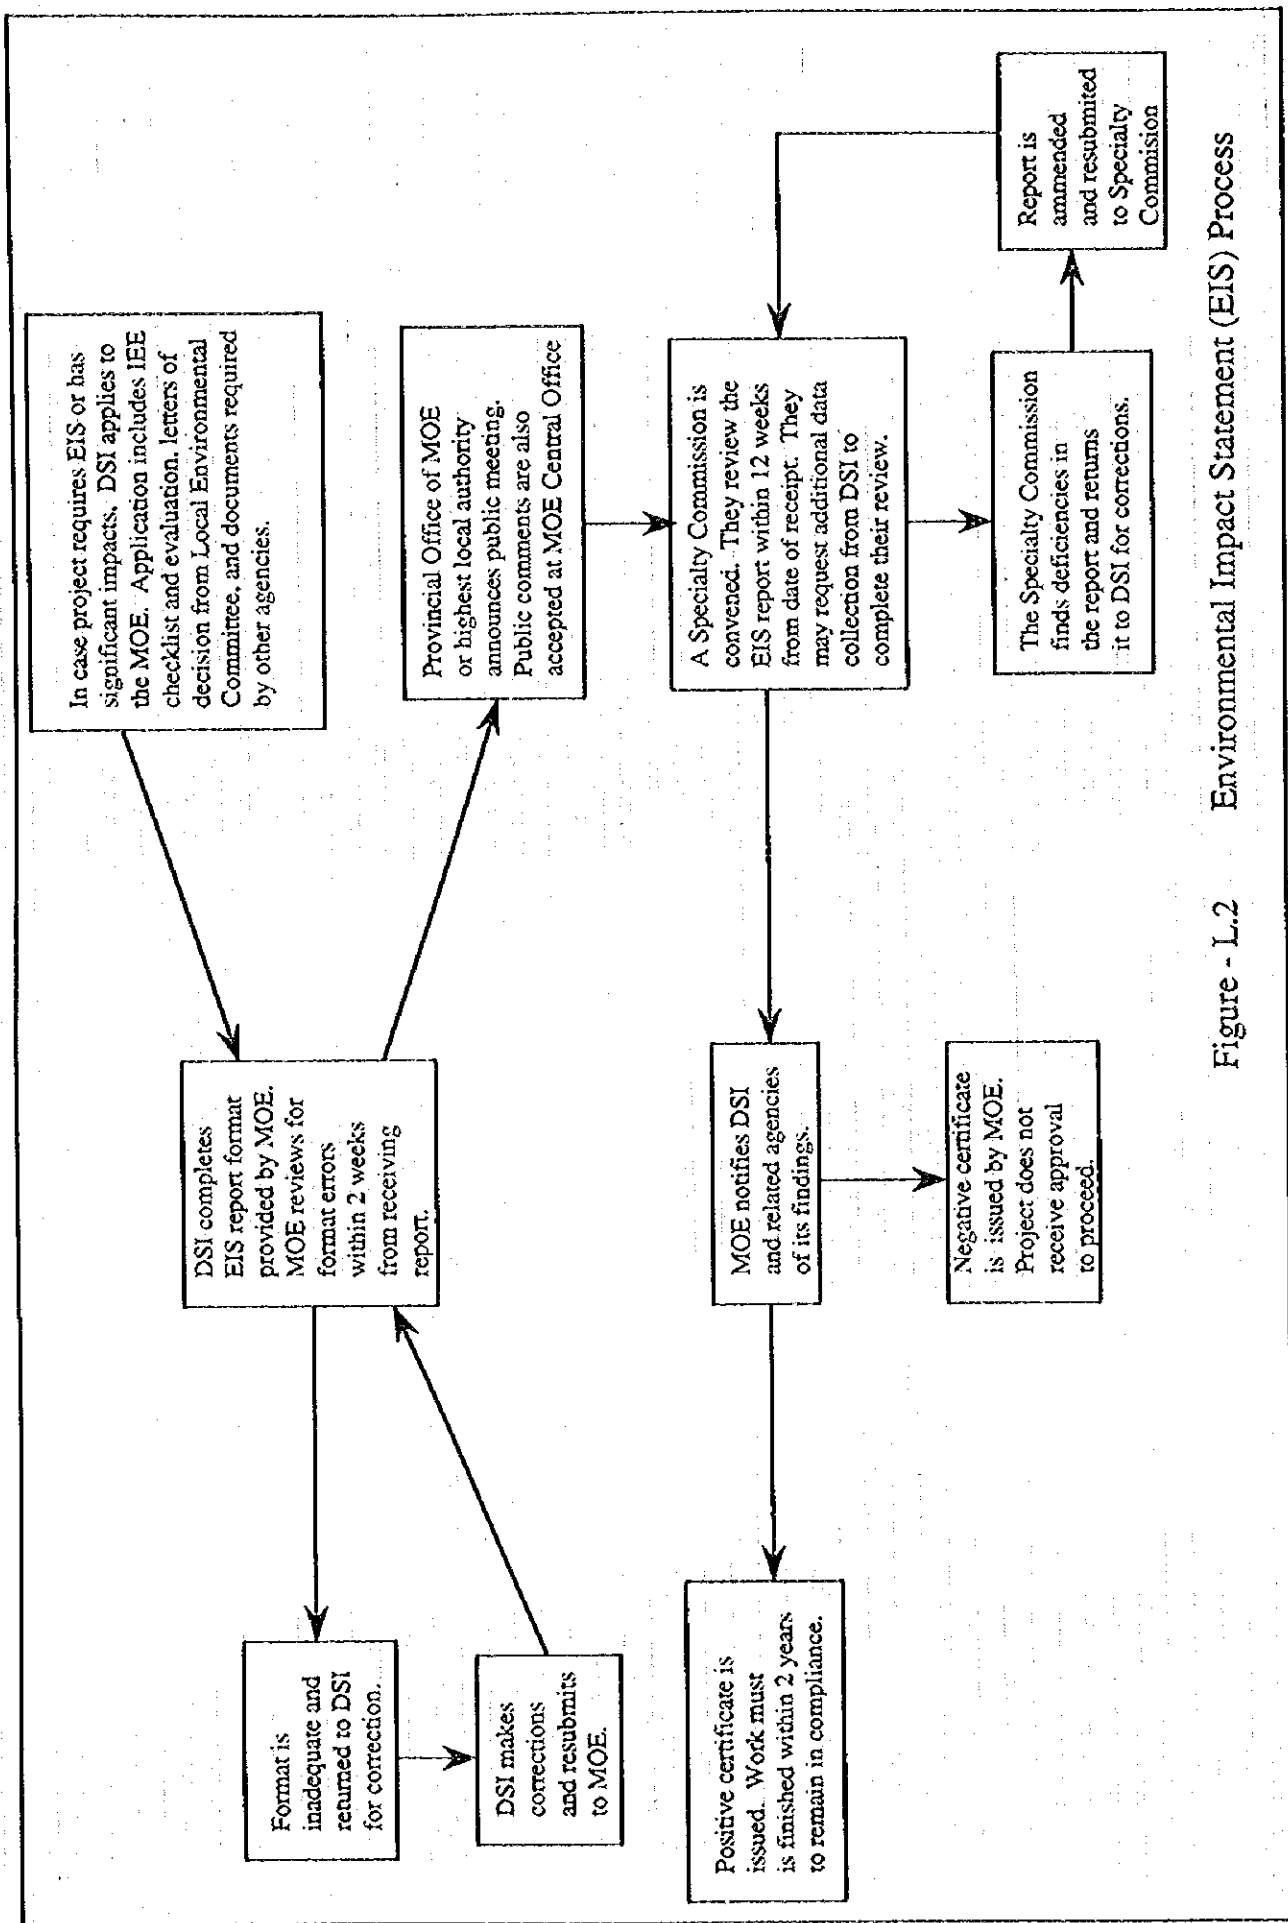 In case project requires EIS or has
significant impacts, DSI applies to
the MOE. Application includes IEE
checklist and evaluation, letters of
decision from Local Environmental
Committee, and documents required
by other agencies.
DSI completes
EIS report format
provided by MOE.
MOE reviews for
format errors
within 2 weeks
from receiving
report.
Format is
inadequate and
returned to DSI
for correction.
DSI makes
corrections
and resubmits
to MOE.
Provincial Office of MOE
or highest local authority
announces public meeting.
Public comments are also
accepted at MOE Central Office
A Specialty Commission is
convened. They review the
EIS report within 12 weeks
from date of receipt. They
may request additional data
collection from DSI to
complete their review.
The Specialty Commission
finds deficiencies in
the report and returns
it to DSI for corrections.
Report is
ammended
and resubmited
to Specialty
Commision
MOE notifies DSI
and related agencies
of its findings.
Negative certificate
is issued by MOE.
Project does not
receive approval
to proceed.
Positive certificate is
issued. Work must
is finished within 2 years
to remain in compliance.
Figure - L.2 Environmental Impact Statement (EIS) Process